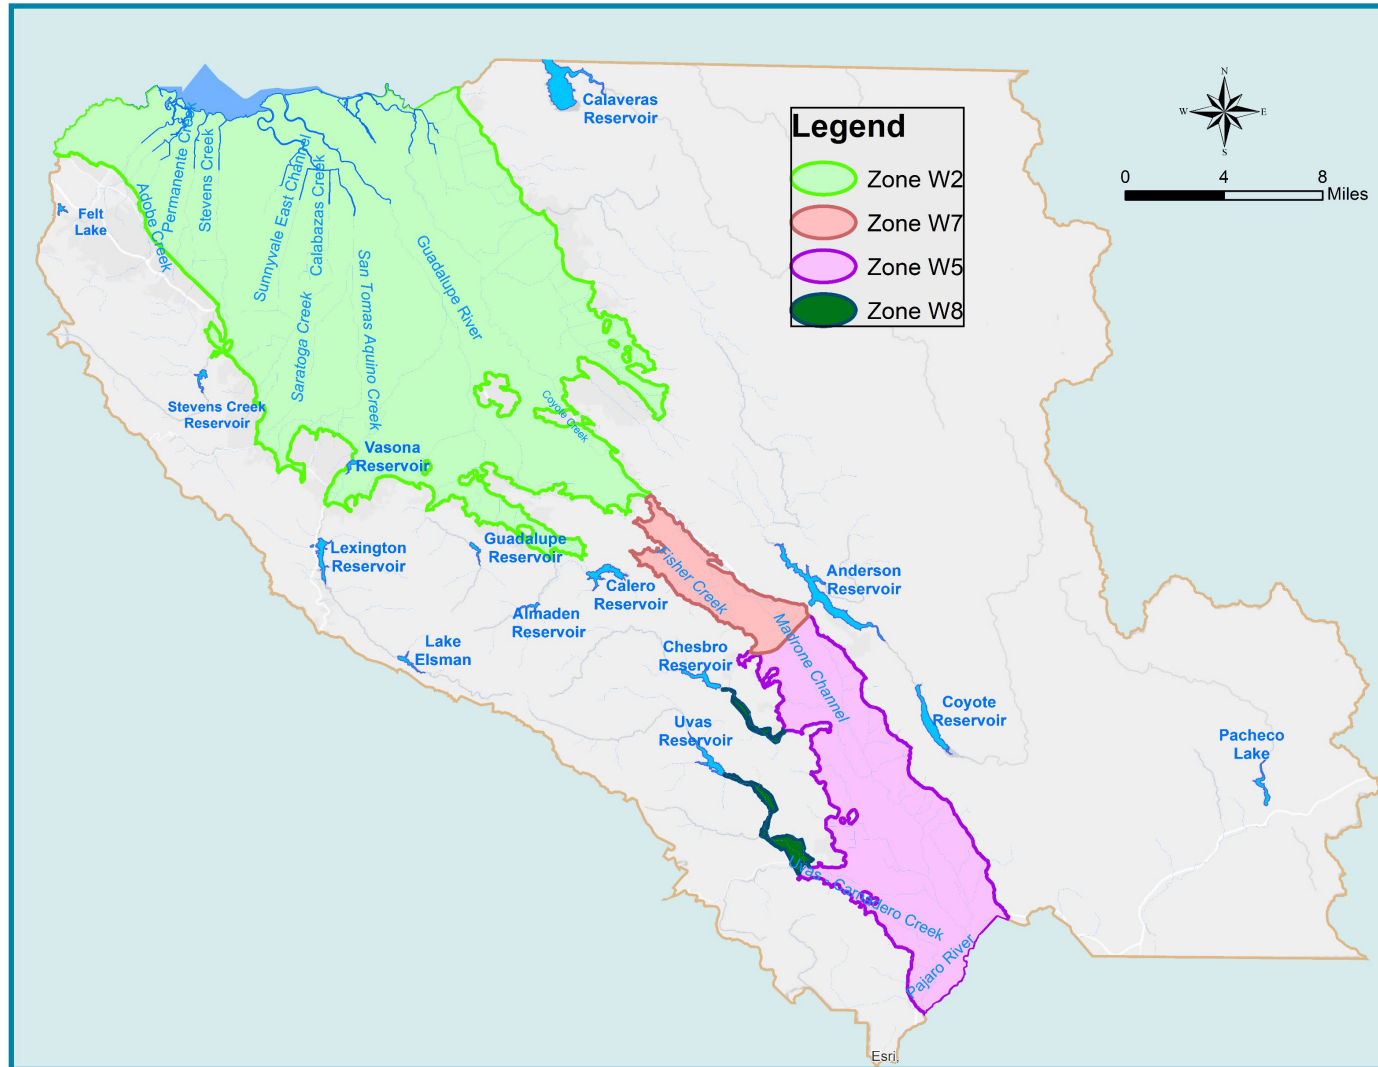 Calaveras
Reservoir
N
W
E
S
0
4
8
Miles
Legend
Zone W2
Zone W7
Zone W5
Zone W8
Felt
Lake
Adobe Creek
Permanente Creek
Stevens Creek
Sunnyvale East Channel
Calabazas Creek
Saratoga Creek
San Tomas Aquino Creek
Guadalupe River
Coyote Creek
Stevens Creek
Reservoir
Vasona
Reservoir
Lexington
Reservoir
Guadalupe
Reservoir
Almaden
Reservoir
Calero
Reservoir
Lake
Elsman
Fisher Creek
Anderson
Reservoir
Madrone Channel
Chesbro
Reservoir
Uvas
Reservoir
Coyote
Reservoir
Pacheco
Lake
Uvas - Carnadero Creek
Pajaro River
Esri,